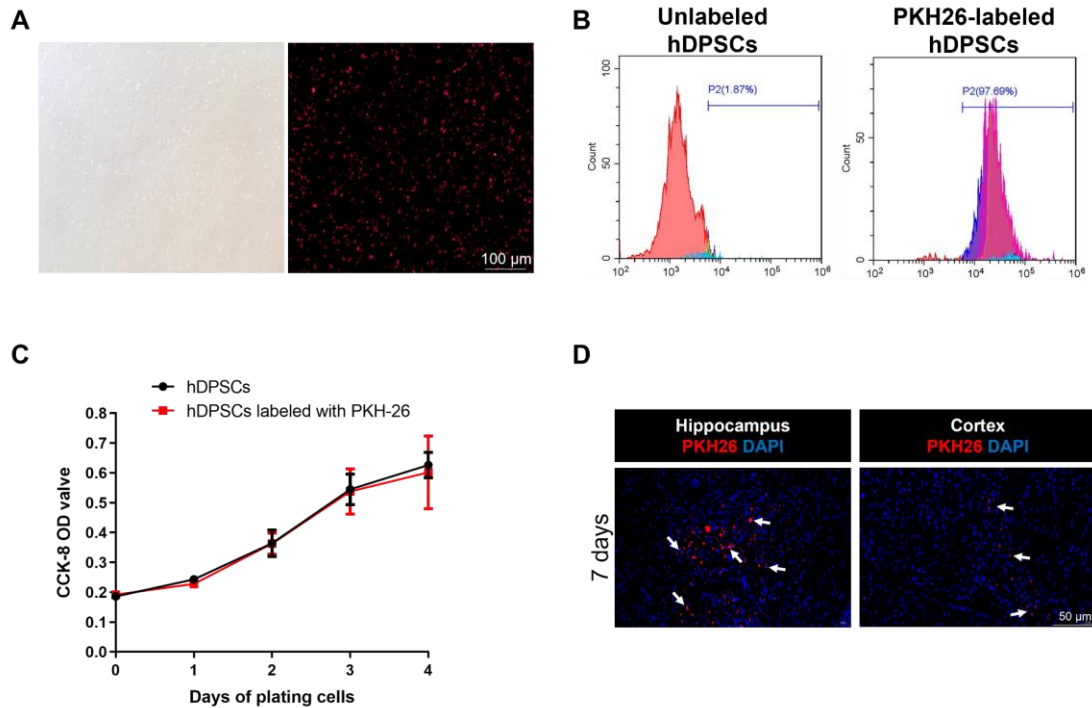 A
100 µm
B
Unlabeled
hDPSCs
PKH26-labeled
hDPSCs
100
50
0
Count
P2(1.87%)
10² 10³ 10⁴ 10⁵ 10⁶
50
0
Count
P2(97.69%)
10² 10³ 10⁴ 10⁵ 10⁶
C
hDPSCs
hDPSCs labeled with PKH-26
0.8
0.7
0.6
0.5
0.4
0.3
0.2
0.1
0.0
CCK-8 OD valve
0 1 2 3 4
Days of plating cells
D
Hippocampus
PKH26 DAPI
Cortex
PKH26 DAPI
7 days
50 µm